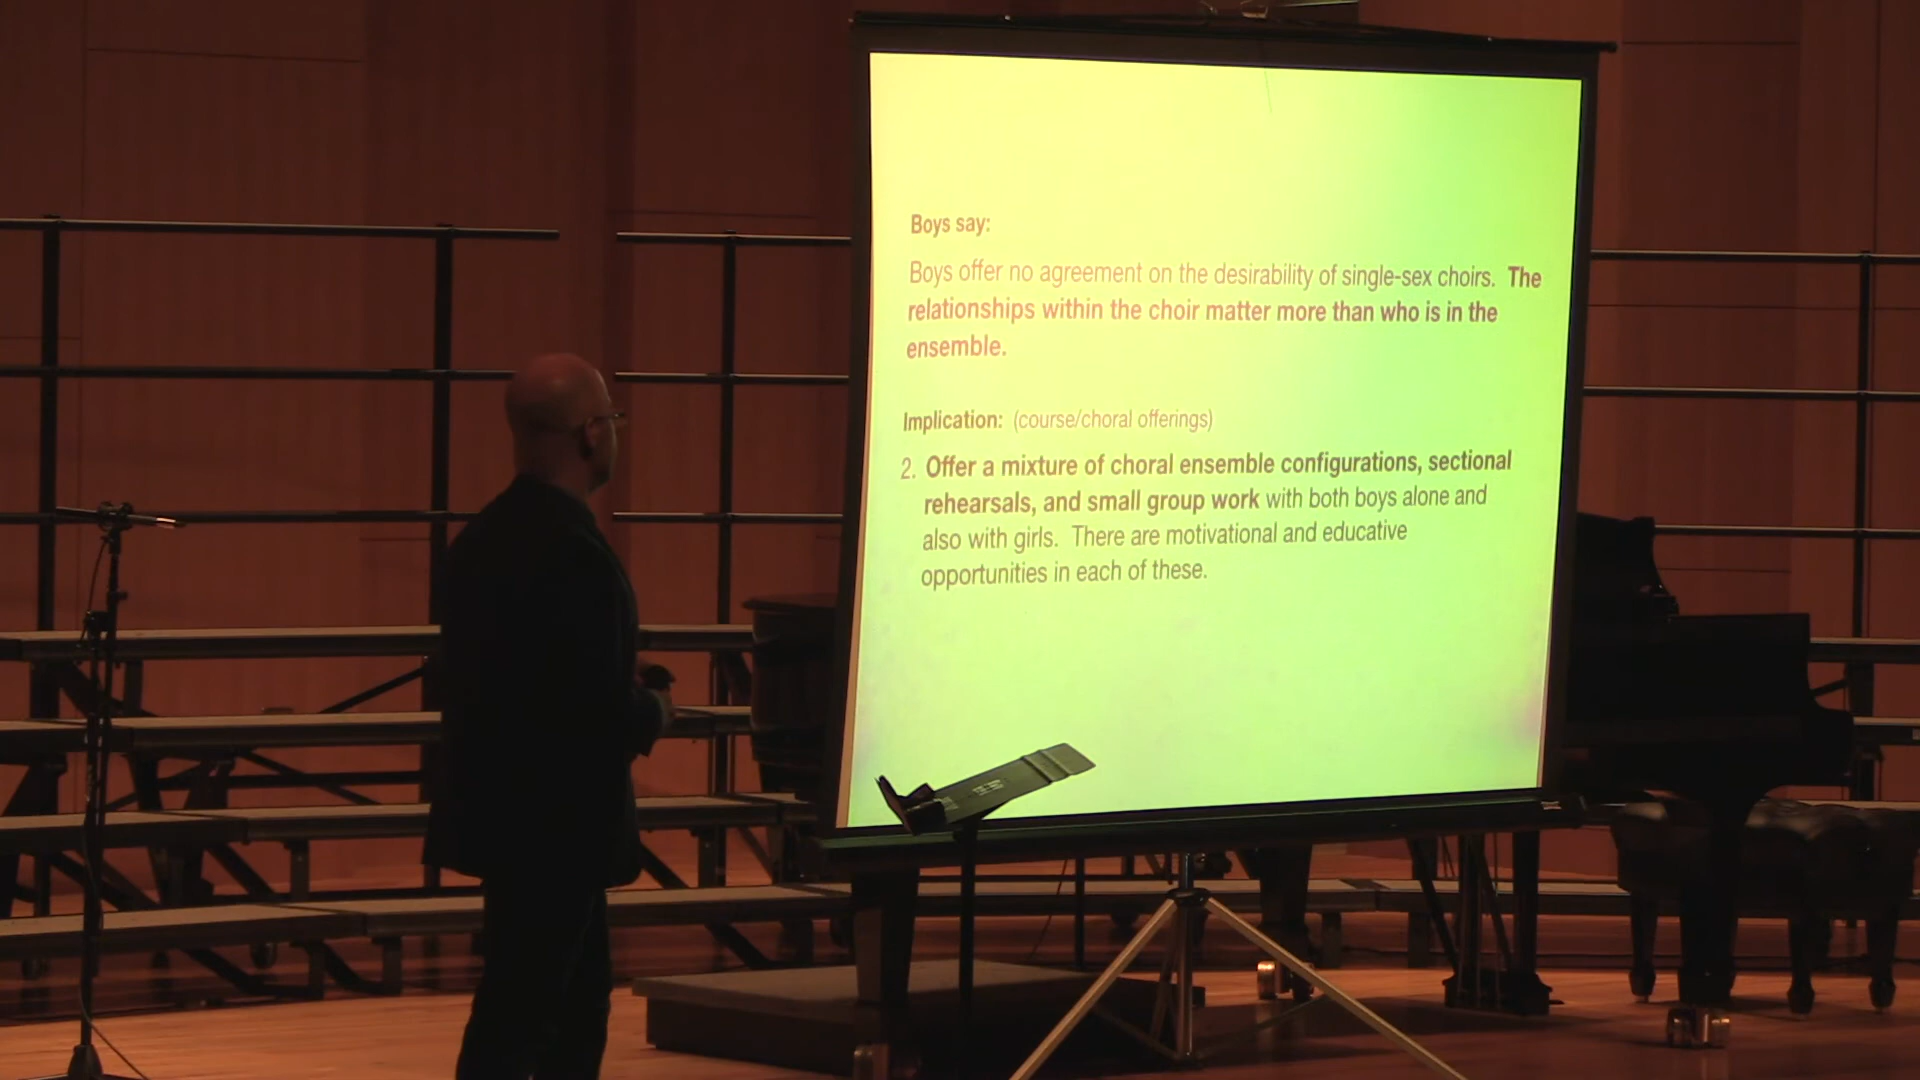 Boys say:
Boys offer no agreement on the desirability of single-sex choirs. The
relationships within the choir matter more than who is in the
ensemble.
Implication: (course/choral offerings)
2. Offer a mixture of choral ensemble configurations, sectional
rehearsals, and small group work with both boys alone and
also with girls. There are motivational and educative
opportunities in each of these.